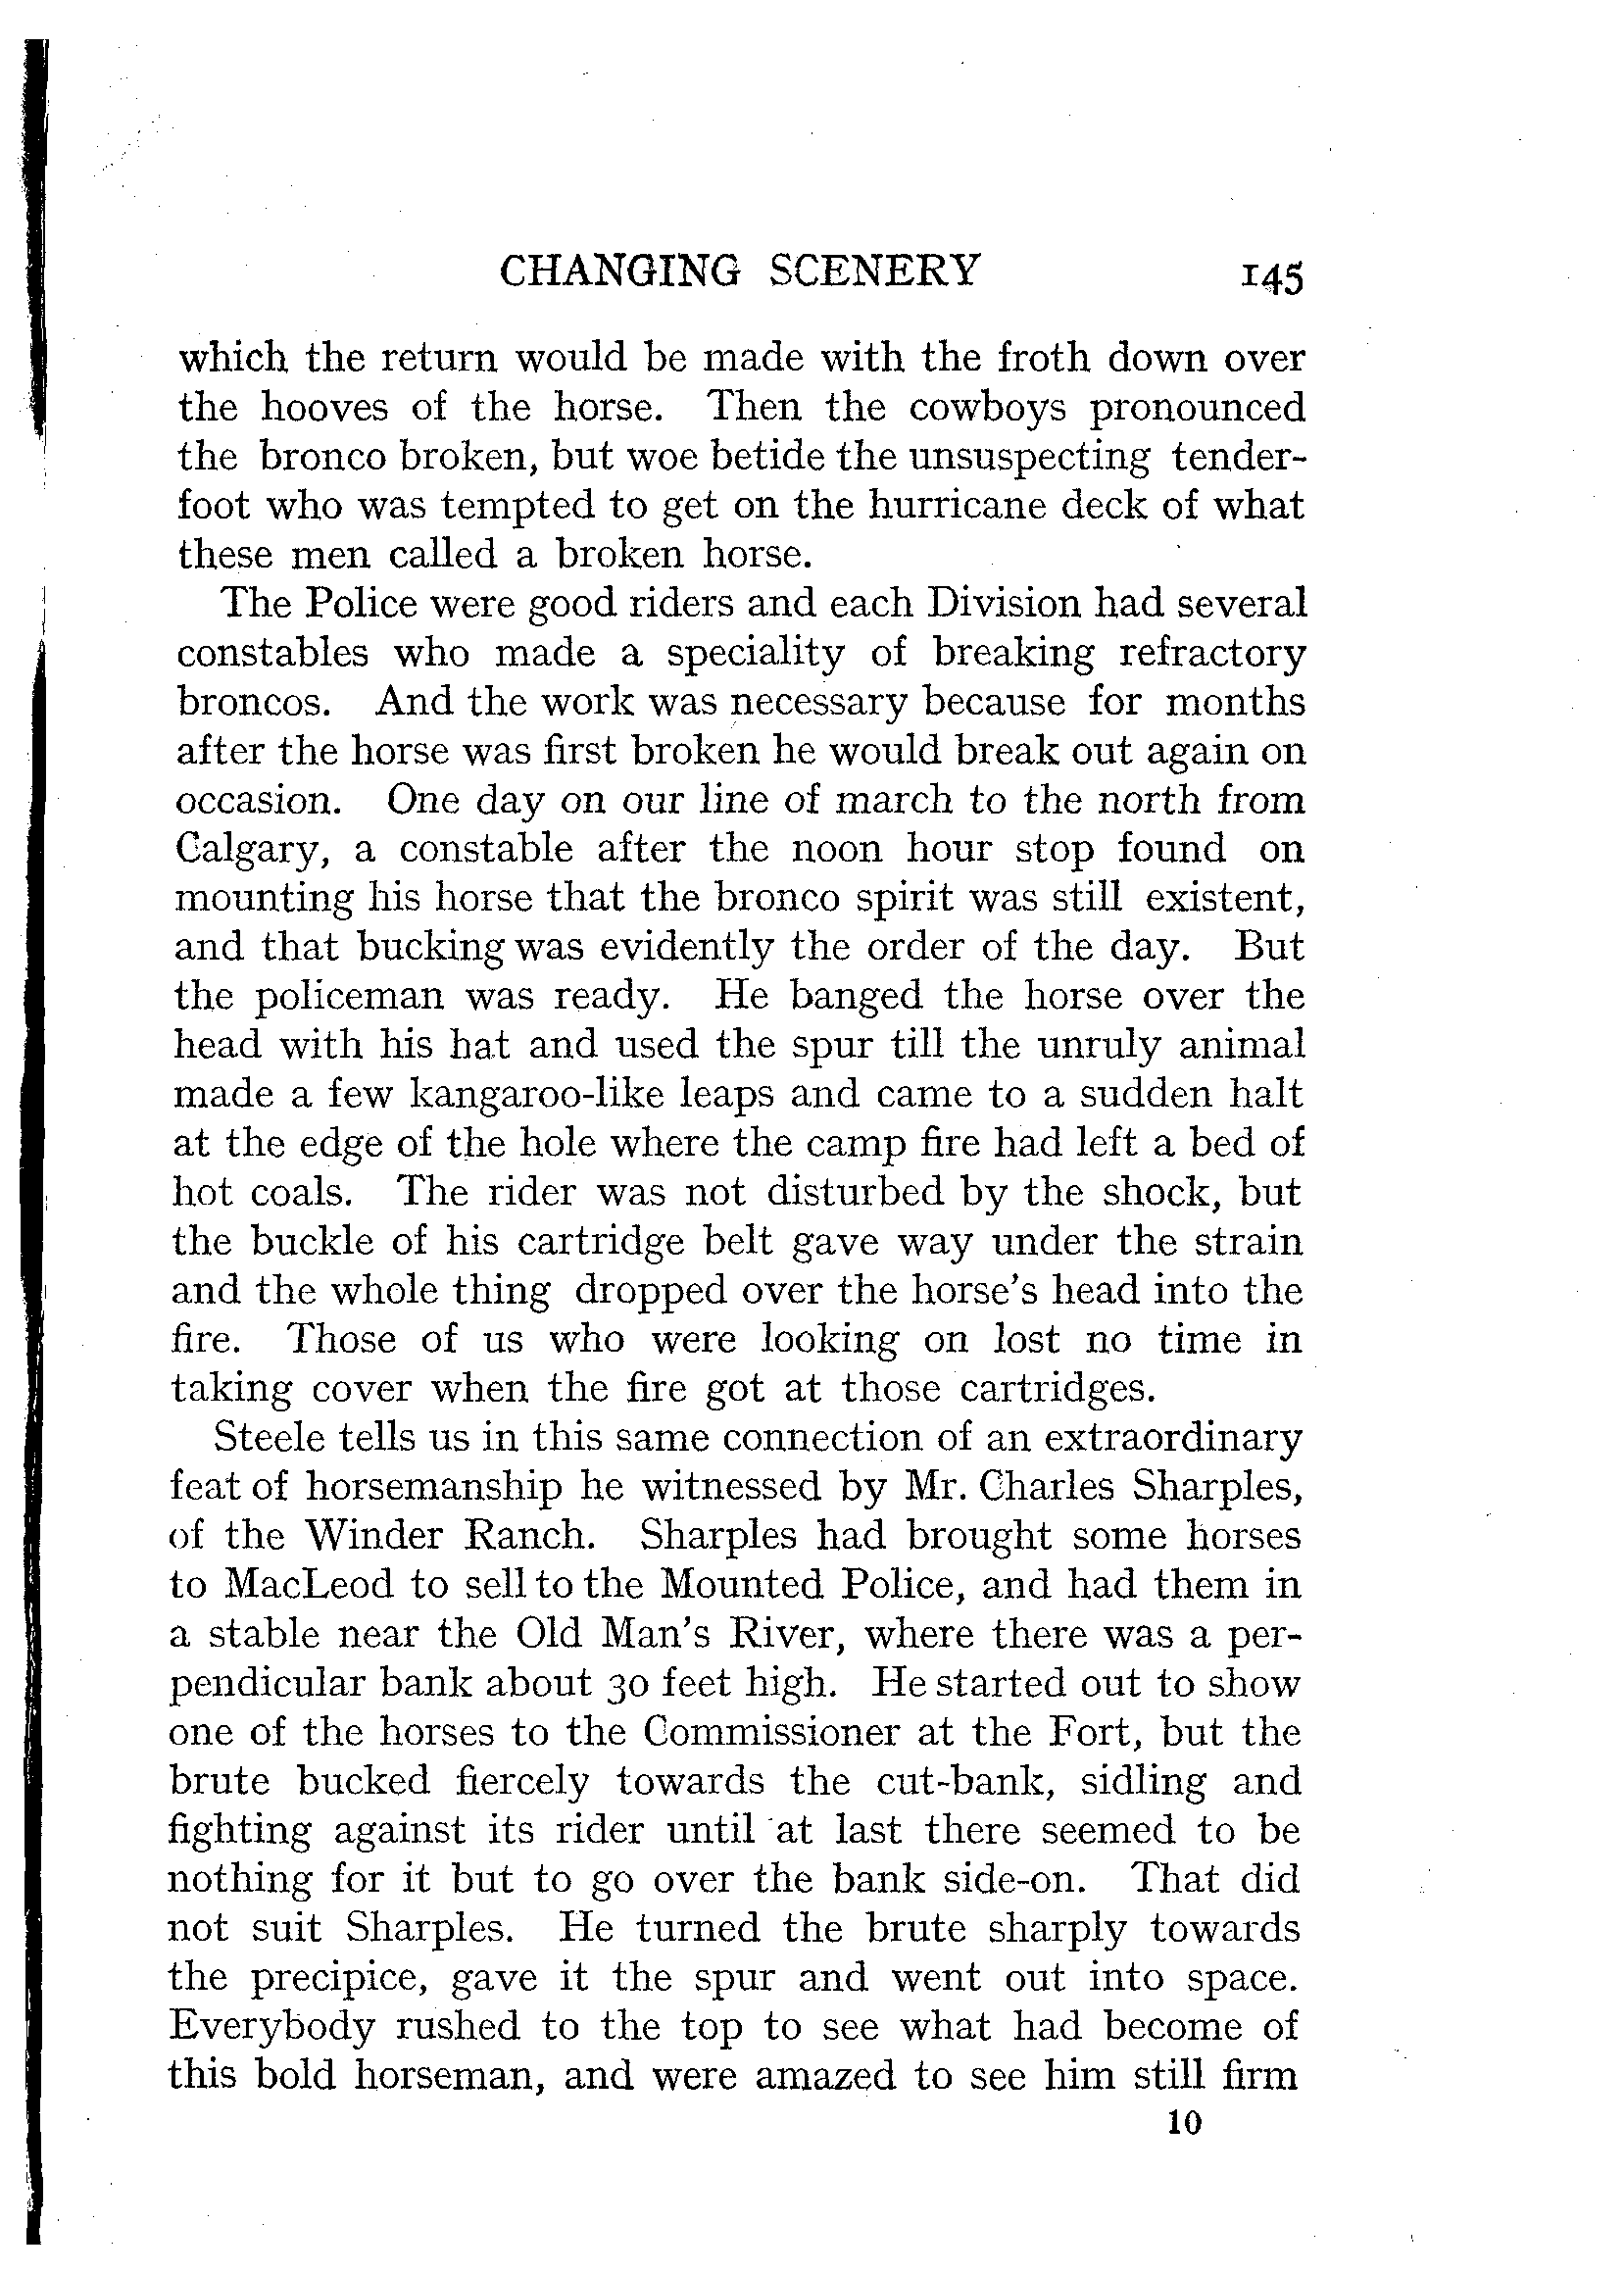 CHANGING SCENERY 145
which the return would be made with the froth down over
the hooves of the horse. Then the cowboys pronounced
the bronco broken, but woe betide the unsuspecting tender-
foot who was tempted to get on the hurricane deck of what
these men called a broken horse.
The Police were good riders and each Division had several
constables who made a speciality of breaking refractory
broncos. And the work was necessary because for months
after the horse was first broken he would break out again on
occasion. One day on our line of march to the north from
Calgary, a constable after the noon hour stop found on
mounting his horse that the bronco spirit was still existent,
and that bucking was evidently the order of the day. But
the policeman was ready. He banged the horse over the
head with his hat and used the spur till the unruly animal
made a few kangaroo-like leaps and came to a sudden halt
at the edge of the hole where the camp fire had left a bed of
hot coals. The rider was not disturbed by the shock, but
the buckle of his cartridge belt gave way under the strain
and the whole thing dropped over the horse's head into the
fire. Those of us who were looking on lost no time in
taking cover when the fire got at those cartridges.
Steele tells us in this same connection of an extraordinary
feat of horsemanship he witnessed by Mr. Charles Sharples,
of the Winder Ranch. Sharples had brought some horses
to MacLeod to sell to the Mounted Police, and had them in
a stable near the Old Man's River, where there was a per-
pendicular bank about 30 feet high. He started out to show
one of the horses to the Commissioner at the Fort, but the
brute bucked fiercely towards the cut-bank, sidling and
fighting against its rider until at last there seemed to be
nothing for it but to go over the bank side-on. That did
not suit Sharples. He turned the brute sharply towards
the precipice, gave it the spur and went out into space.
Everybody rushed to the top to see what had become of
this bold horseman, and were amazed to see him still firm
10